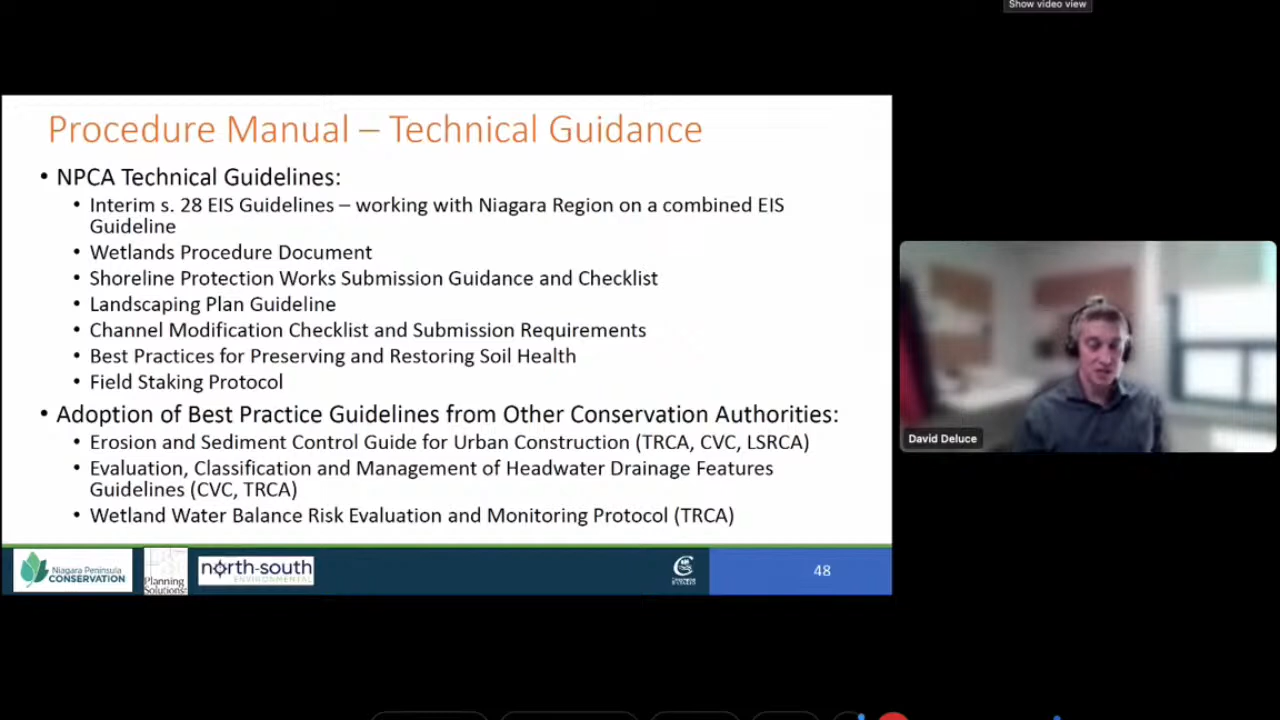 Show video view
Procedure Manual – Technical Guidance
• NPCA Technical Guidelines:
• Interim s. 28 EIS Guidelines – working with Niagara Region on a combined EIS
Guideline
• Wetlands Procedure Document
• Shoreline Protection Works Submission Guidance and Checklist
• Landscaping Plan Guideline
• Channel Modification Checklist and Submission Requirements
• Best Practices for Preserving and Restoring Soil Health
• Field Staking Protocol
• Adoption of Best Practice Guidelines from Other Conservation Authorities:
• Erosion and Sediment Control Guide for Urban Construction (TRCA, CVC, LSRCA)
• Evaluation, Classification and Management of Headwater Drainage Features
Guidelines (CVC, TRCA)
• Wetland Water Balance Risk Evaluation and Monitoring Protocol (TRCA)
David Deluce
Niagara Peninsula
CONSERVATION
Planning
Solutions
north-south
ENVIRONMENTAL
48